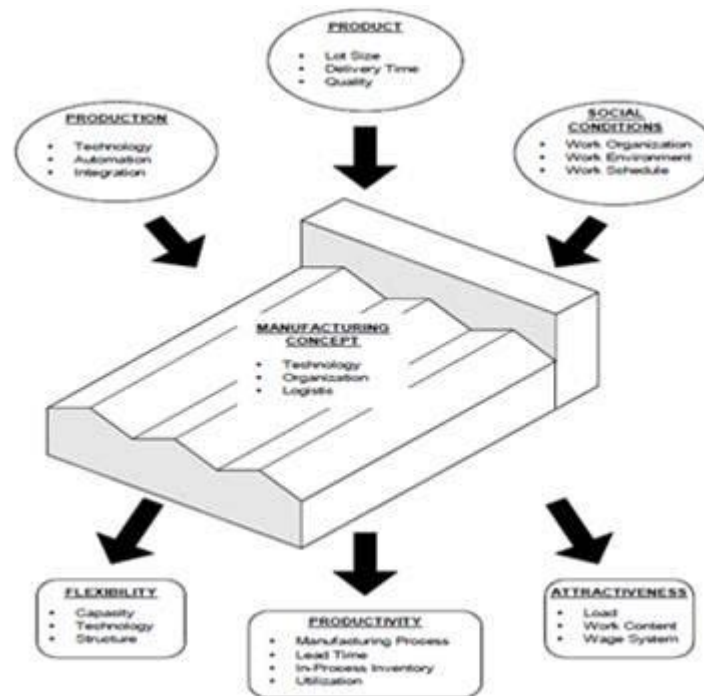 PRODUCT
• Lot Size
• Delivery Time
• Quality
PRODUCTION
• Technology
• Automation
• Integration
SOCIAL
CONDITIONS
• Work Organization
• Work Environment
• Work Schedule
MANUFACTURING
CONCEPT
• Technology
• Organization
• Logistic
FLEXIBILITY
• Capacity
• Technology
• Structure
PRODUCTIVITY
• Manufacturing Process
• Lead Time
• In-Process Inventory
• Utilization
ATTRACTIVENESS
• Load
• Work Content
• Wage System